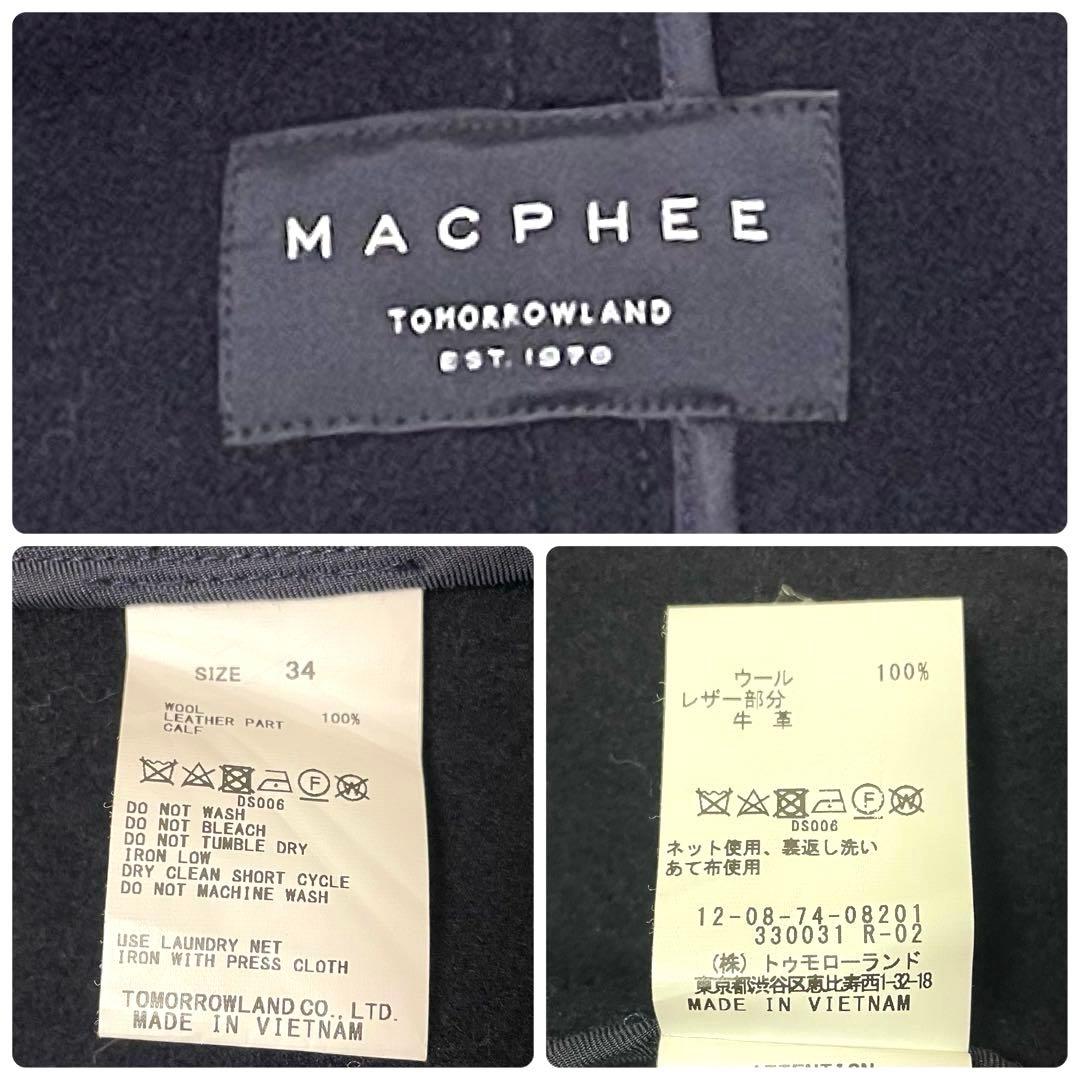 MACPHEE
TOMORROWLAND
EST. 1978
SIZE 34
WOOL 100%
LEATHER PART
CALF
DS006
DO NOT WASH
DO NOT BLEACH
DO NOT TUMBLE DRY
IRON LOW
DRY CLEAN SHORT CYCLE
DO NOT MACHINE WASH
USE LAUNDRY NET
IRON WITH PRESS CLOTH
TOMORROWLAND CO., LTD.
MADE IN VIETNAM
ウール 100%
レザー部分
牛 革
F
DS006
ネット使用、裏返し洗い
あて布使用
12-08-74-08201
330031 R-02
(株) トゥモローランド
東京都渋谷区恵比寿西1-32-18
MADE IN VIETNAM